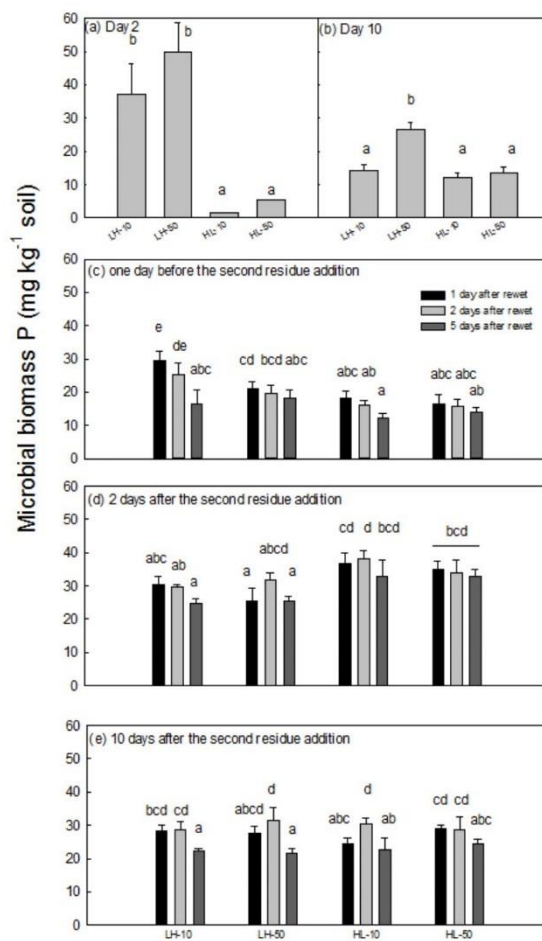 Microbial biomass P (mg kg-1 soil)
60
50
40
30
20
10
0
(a) Day 2
b
b
a
a
LH-10
LH-50
HL-10
HL-50
(b) Day 10
a
b
a
a
LH-10
LH-50
HL-10
HL-50
60
50
40
30
20
10
0
(c) one day before the second residue addition
1 day after rewet
2 days after rewet
5 days after rewet
e de abc
cd bcd abc
abc ab a
abc abc ab
60
50
40
30
20
10
0
(d) 2 days after the second residue addition
abc ab a
a abcd a
cd d bcd
bcd
60
50
40
30
20
10
0
(e) 10 days after the second residue addition
bcd cd a
abcd d a
abc d ab
cd cd abc
LH-10
LH-50
HL-10
HL-50